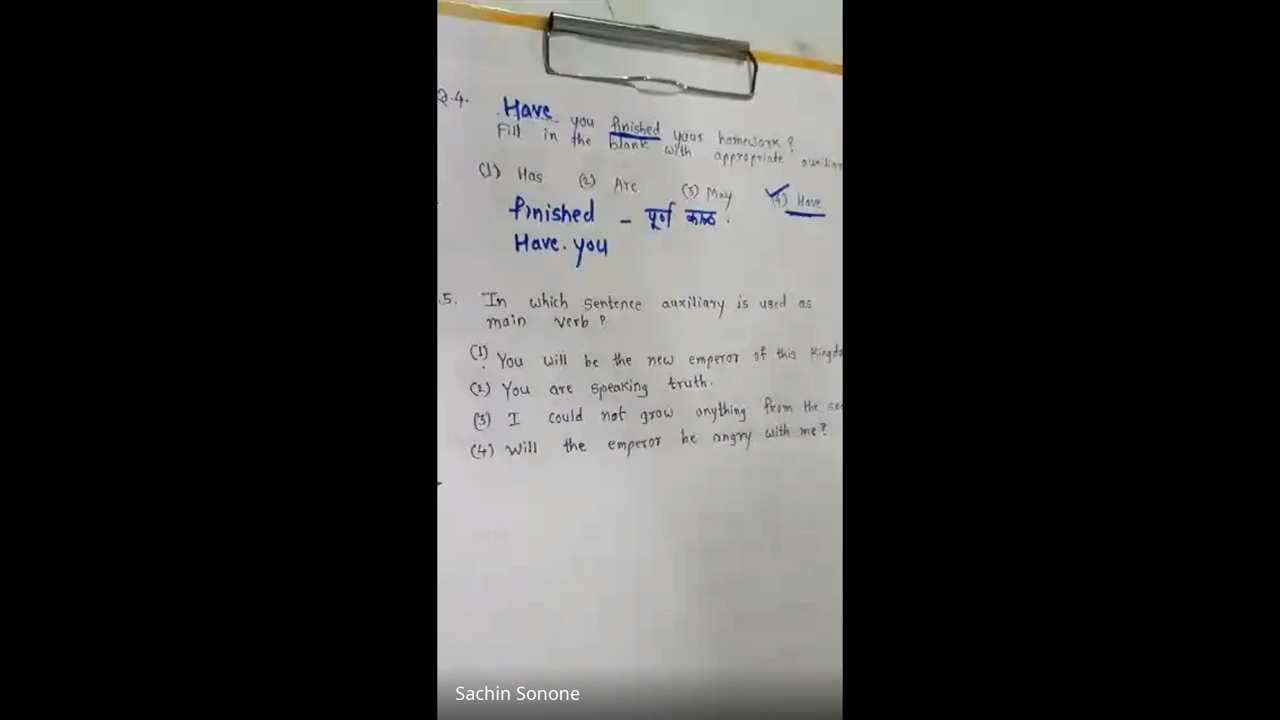 Q.4. Have you finished your homework?
Fill in the blank with appropriate
(1) Has (2) Are (3) May (4) Have
finished - पूर्ण काळ.
Have. you
.5. In which sentence auxiliary is used as
main verb?
(1) You will be the new emperor of this
(2) You are speaking truth.
(3) I could not grow anything from the
(4) Will the emperor be angry with me?
Sachin Sonone